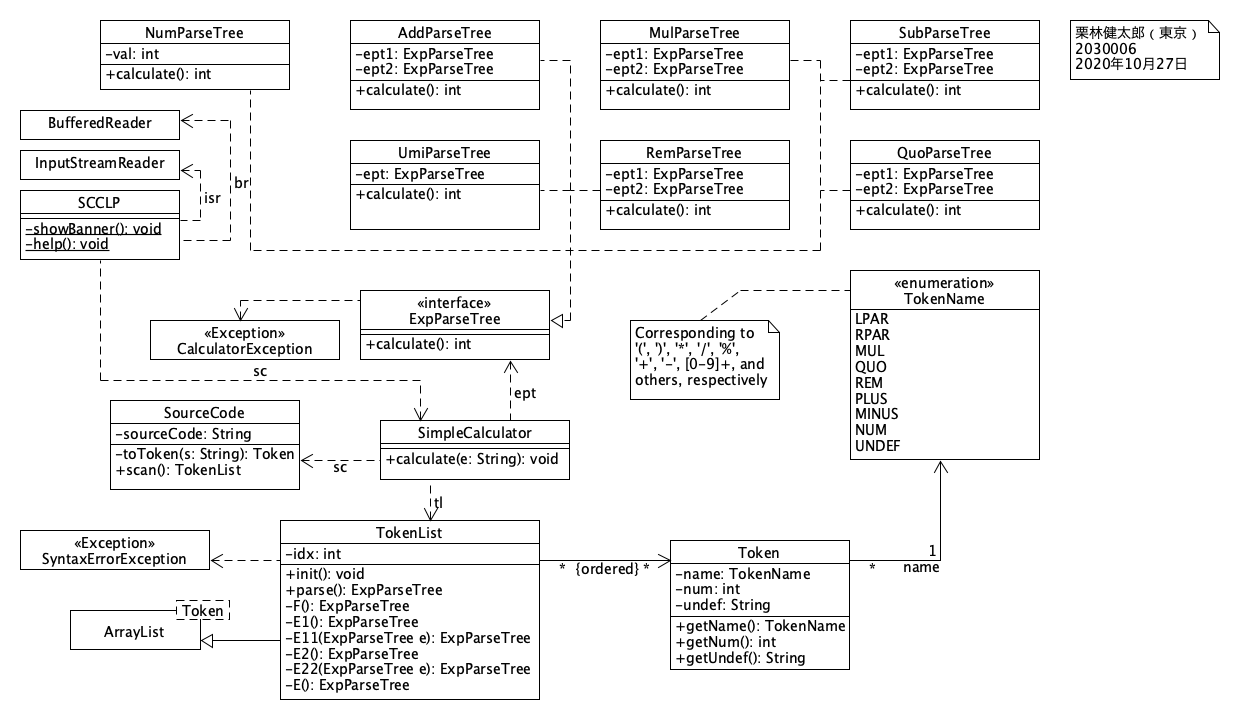 NumParseTree
−val: int
+calculate(): int
AddParseTree
−ept1: ExpParseTree
−ept2: ExpParseTree
+calculate(): int
MulParseTree
−ept1: ExpParseTree
−ept2: ExpParseTree
+calculate(): int
SubParseTree
−ept1: ExpParseTree
−ept2: ExpParseTree
+calculate(): int
栗林健太郎（東京）
2030006
2020年10月27日
BufferedReader
InputStreamReader
SCCLP
−showBanner(): void
−help(): void
isr
br
UmiParseTree
−ept: ExpParseTree
+calculate(): int
RemParseTree
−ept1: ExpParseTree
−ept2: ExpParseTree
+calculate(): int
QuoParseTree
−ept1: ExpParseTree
−ept2: ExpParseTree
+calculate(): int
«Exception»
CalculatorException
«interface»
ExpParseTree
+calculate(): int
Corresponding to
'(', ')', '*', '/', '%',
'+', '−', [0−9]+, and
others, respectively
«enumeration»
TokenName
LPAR
RPAR
MUL
QUO
REM
PLUS
MINUS
NUM
UNDEF
sc
ept
SourceCode
−sourceCode: String
−toToken(s: String): Token
+scan(): TokenList
sc
SimpleCalculator
+calculate(e: String): void
tl
«Exception»
SyntaxErrorException
Token
ArrayList
TokenList
−idx: int
+init(): void
+parse(): ExpParseTree
−F(): ExpParseTree
−E1(): ExpParseTree
−E11(ExpParseTree e): ExpParseTree
−E2(): ExpParseTree
−E22(ExpParseTree e): ExpParseTree
−E(): ExpParseTree
* {ordered} *
Token
−name: TokenName
−num: int
−undef: String
+getName(): TokenName
+getNum(): int
+getUndef(): String
1
* name